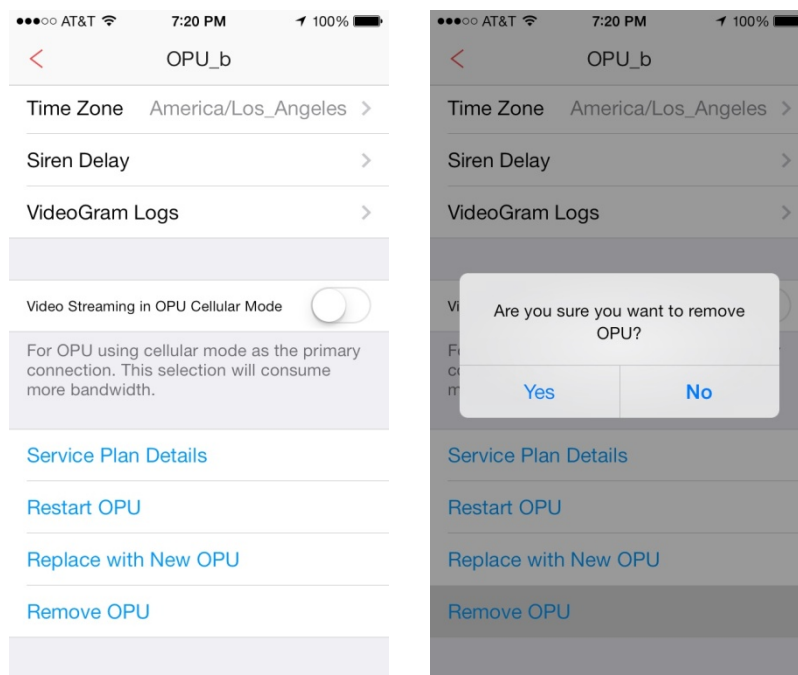 AT&T 7:20 PM 100%
OPU_b
Time Zone America/Los_Angeles
Siren Delay
VideoGram Logs
Video Streaming in OPU Cellular Mode
For OPU using cellular mode as the primary
connection. This selection will consume
more bandwidth.
Service Plan Details
Restart OPU
Replace with New OPU
Remove OPU
AT&T 7:20 PM 100%
OPU_b
Time Zone America/Los_Angeles
Siren Delay
VideoGram Logs
Are you sure you want to remove
OPU?
Yes No
Service Plan Details
Restart OPU
Replace with New OPU
Remove OPU